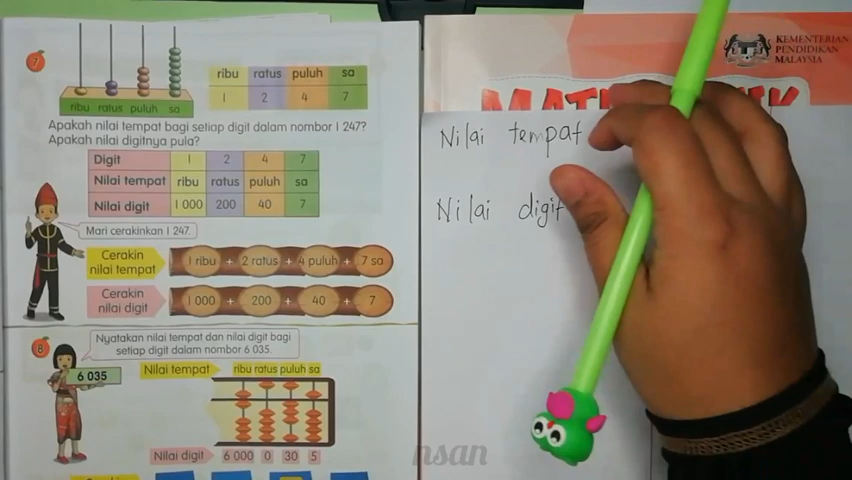 7
ribu ratus puluh sa
1 2 4 7
ribu ratus puluh sa
Apakah nilai tempat bagi setiap digit dalam nombor 1 247?
Apakah nilai digitnya pula?
Digit 1 2 4 7
Nilai tempat ribu ratus puluh sa
Nilai digit 1 000 200 40 7
Mari cerakinkan 1 247.
Cerakin nilai tempat
1 ribu + 2 ratus + 4 puluh + 7 sa
Cerakin nilai digit
1 000 + 200 + 40 + 7
8
Nyatakan nilai tempat dan nilai digit bagi
setiap digit dalam nombor 6 035.
6 035
Nilai tempat ribu ratus puluh sa
Nilai digit 6 000 0 30 5
KEMENTERIAN
PENDIDIKAN
MALAYSIA
Nilai tempat
Nilai digit
nsan